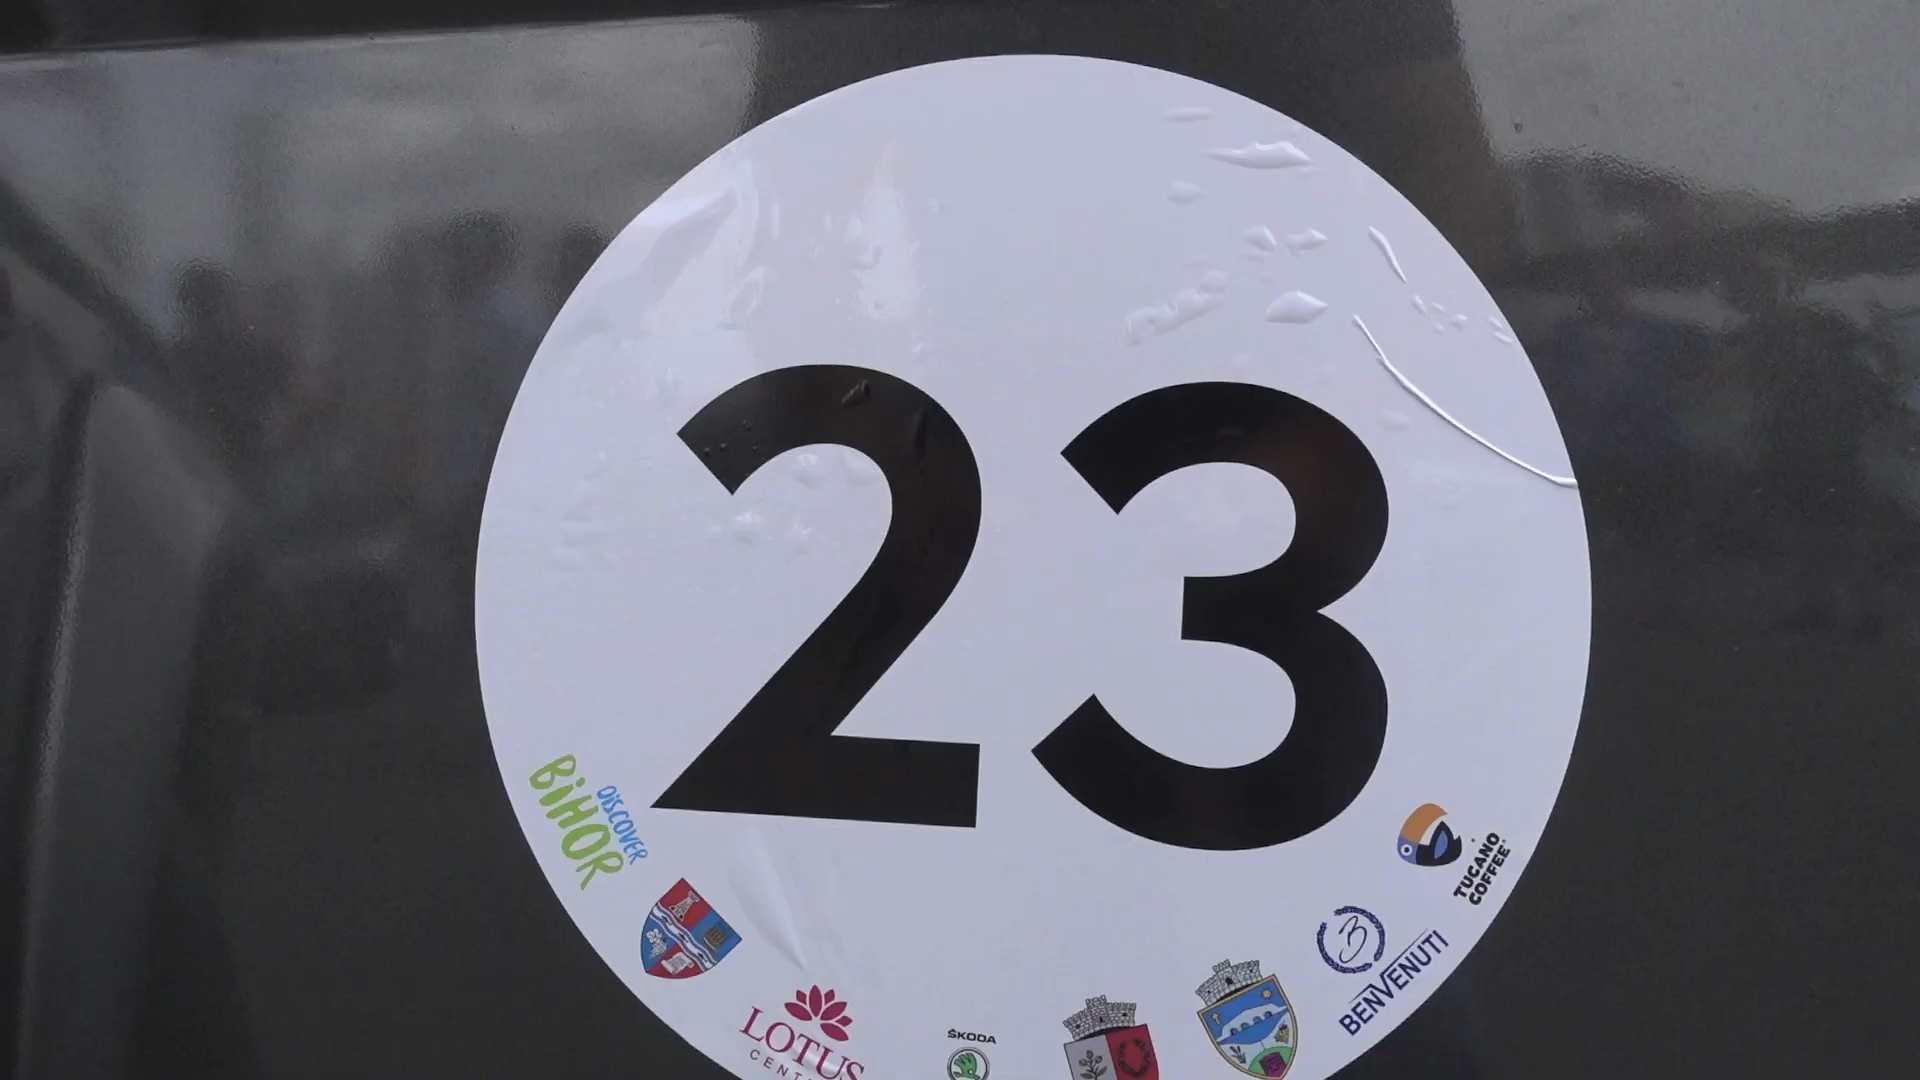 23
DiSCOVER
BiHOR
LOTUS
ŠKODA
BENVENUTI
TUCANO
COFFEE